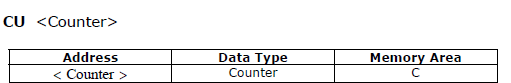 CU <Counter>
Address Data Type Memory Area
< Counter > Counter C